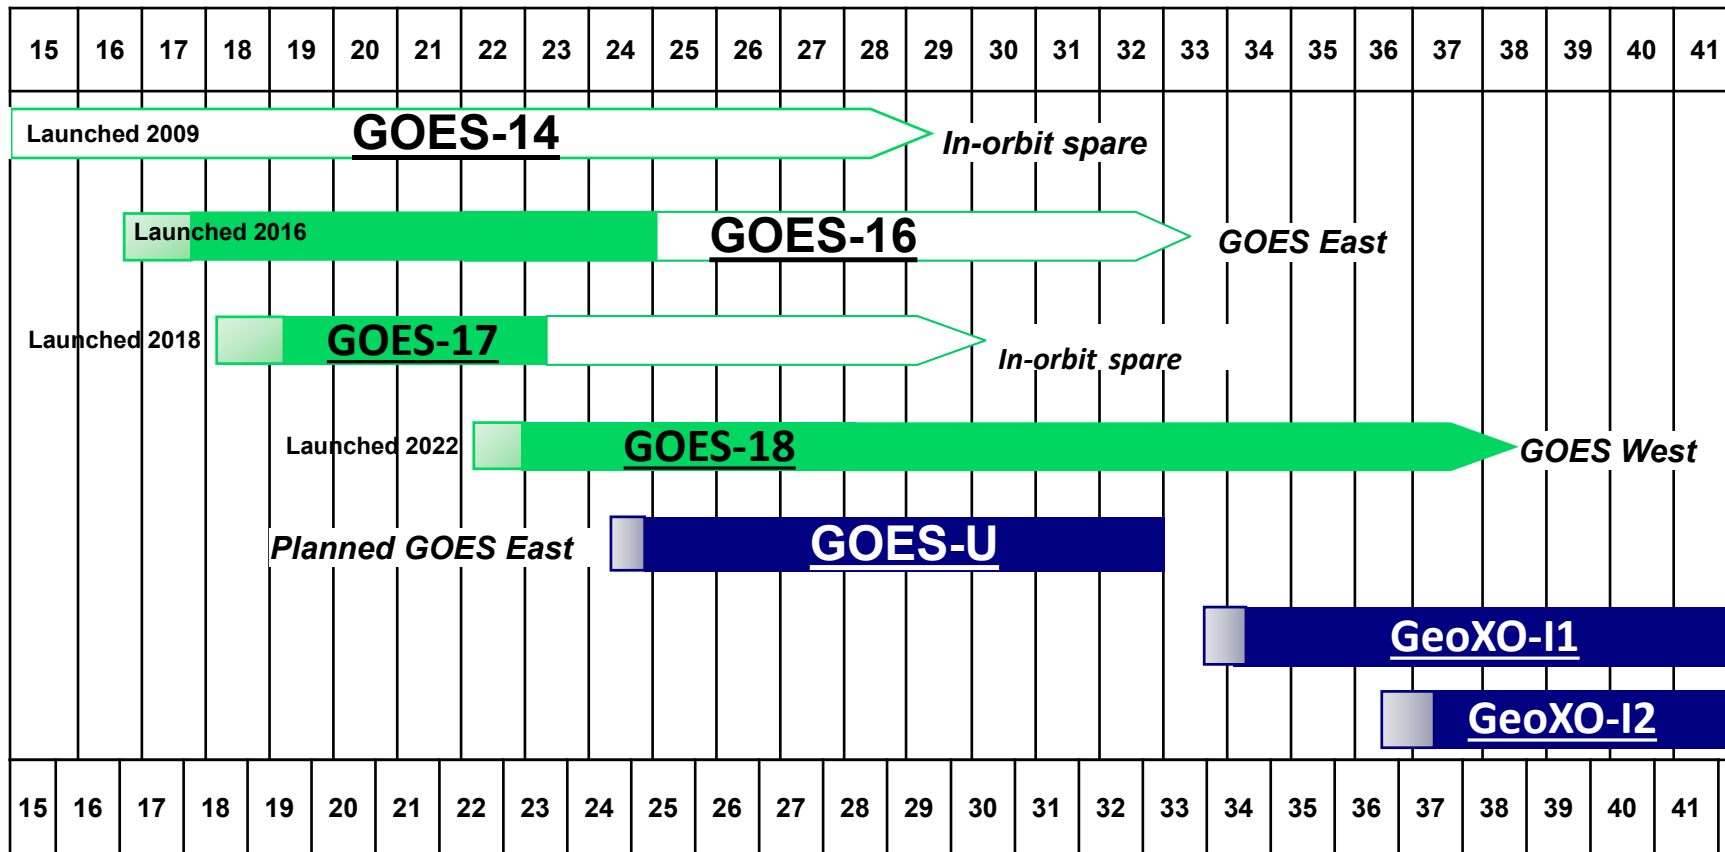 15 16 17 18 19 20 21 22 23 24 25 26 27 28 29 30 31 32 33 34 35 36 37 38 39 40 41
Launched 2009 GOES-14 In-orbit spare
Launched 2016 GOES-16 GOES East
Launched 2018 GOES-17 In-orbit spare
Launched 2022 GOES-18 GOES West
Planned GOES East GOES-U
GeoXO-I1
GeoXO-I2
15 16 17 18 19 20 21 22 23 24 25 26 27 28 29 30 31 32 33 34 35 36 37 38 39 40 41